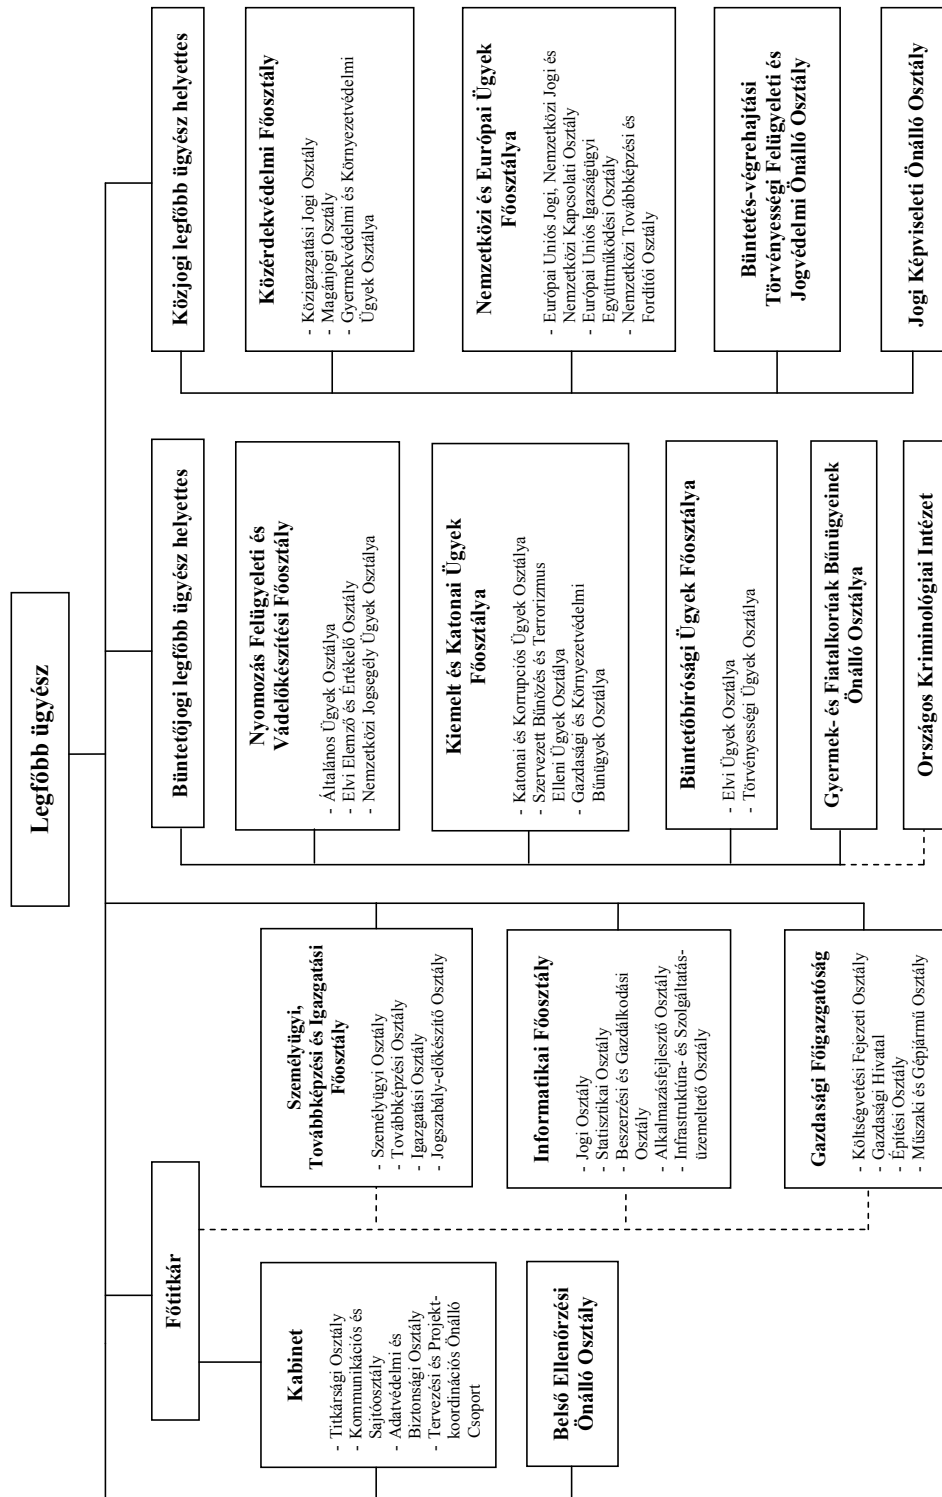 Legfőbb ügyész
Főtitkár
Kabinet
- Titkársági Osztály
- Kommunikációs és
Sajtóosztály
- Adatvédelmi és
Biztonsági Osztály
- Tervezési és Projekt-
koordinációs Önálló
Csoport
Belső Ellenőrzési
Önálló Osztály
Személyügyi,
Továbbképzési és Igazgatási
Főosztály
- Személyügyi Osztály
- Továbbképzési Osztály
- Igazgatási Osztály
- Jogszabály-előkészítő Osztály
Informatikai Főosztály
- Jogi Osztály
- Statisztikai Osztály
- Beszerzési és Gazdálkodási
Osztály
- Alkalmazásfejlesztő Osztály
- Infrastruktúra- és Szolgáltatás-
üzemeltető Osztály
Gazdasági Főigazgatóság
- Költségvetési Fejezeti Osztály
- Gazdasági Hivatal
- Építési Osztály
- Műszaki és Gépjármű Osztály
Büntetőjogi legfőbb ügyész helyettes
Nyomozás Felügyeleti és
Vádelőkészítési Főosztály
- Általános Ügyek Osztálya
- Elvi Elemző és Értékelő Osztály
- Nemzetközi Jogsegély Ügyek Osztálya
Kiemelt és Katonai Ügyek
Főosztálya
- Katonai és Korrupciós Ügyek Osztálya
- Szervezett Bűnözés és Terrorizmus
Elleni Ügyek Osztálya
- Gazdasági és Környezetvédelmi
Bűnügyek Osztálya
Büntetőbírósági Ügyek Főosztálya
- Elvi Ügyek Osztálya
- Törvényességi Ügyek Osztálya
Gyermek- és Fiatalkorúak Bűnügyeinek
Önálló Osztálya
Országos Kriminológiai Intézet
Közjogi legfőbb ügyész helyettes
Közérdekvédelmi Főosztály
- Közigazgatási Jogi Osztály
- Magánjogi Osztály
- Gyermekvédelmi és Környezetvédelmi
Ügyek Osztálya
Nemzetközi és Európai Ügyek
Főosztálya
- Európai Uniós Jogi, Nemzetközi Jogi és
Nemzetközi Kapcsolati Osztály
- Európai Uniós Igazságügyi
Együttműködési Osztály
- Nemzetközi Továbbképzési és
Fordítói Osztály
Büntetés-végrehajtási
Törvényességi Felügyeleti és
Jogvédelmi Önálló Osztály
Jogi Képviseleti Önálló Osztály